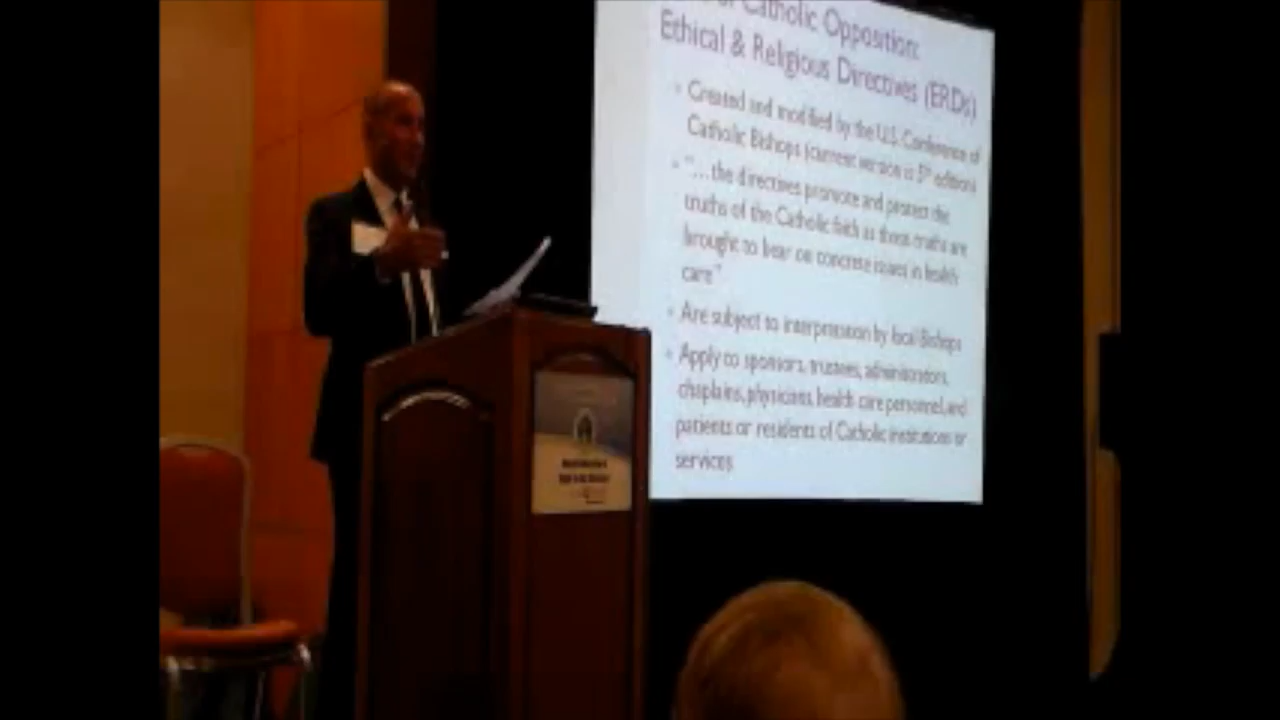 Catholic Opposition:
Ethical & Religious Directives (ERDs)
Created and modified by the U.S. Conference of
Catholic Bishops (current version is 5th edition)
"...the directives promote and protect the
truths of the Catholic faith as those truths are
brought to bear on concrete issues in health
care"
Are subject to interpretation by local Bishops
Apply to sponsors, trustees, administrators,
chaplains, physicians, health care personnel, and
patients or residents of Catholic institutions or
services